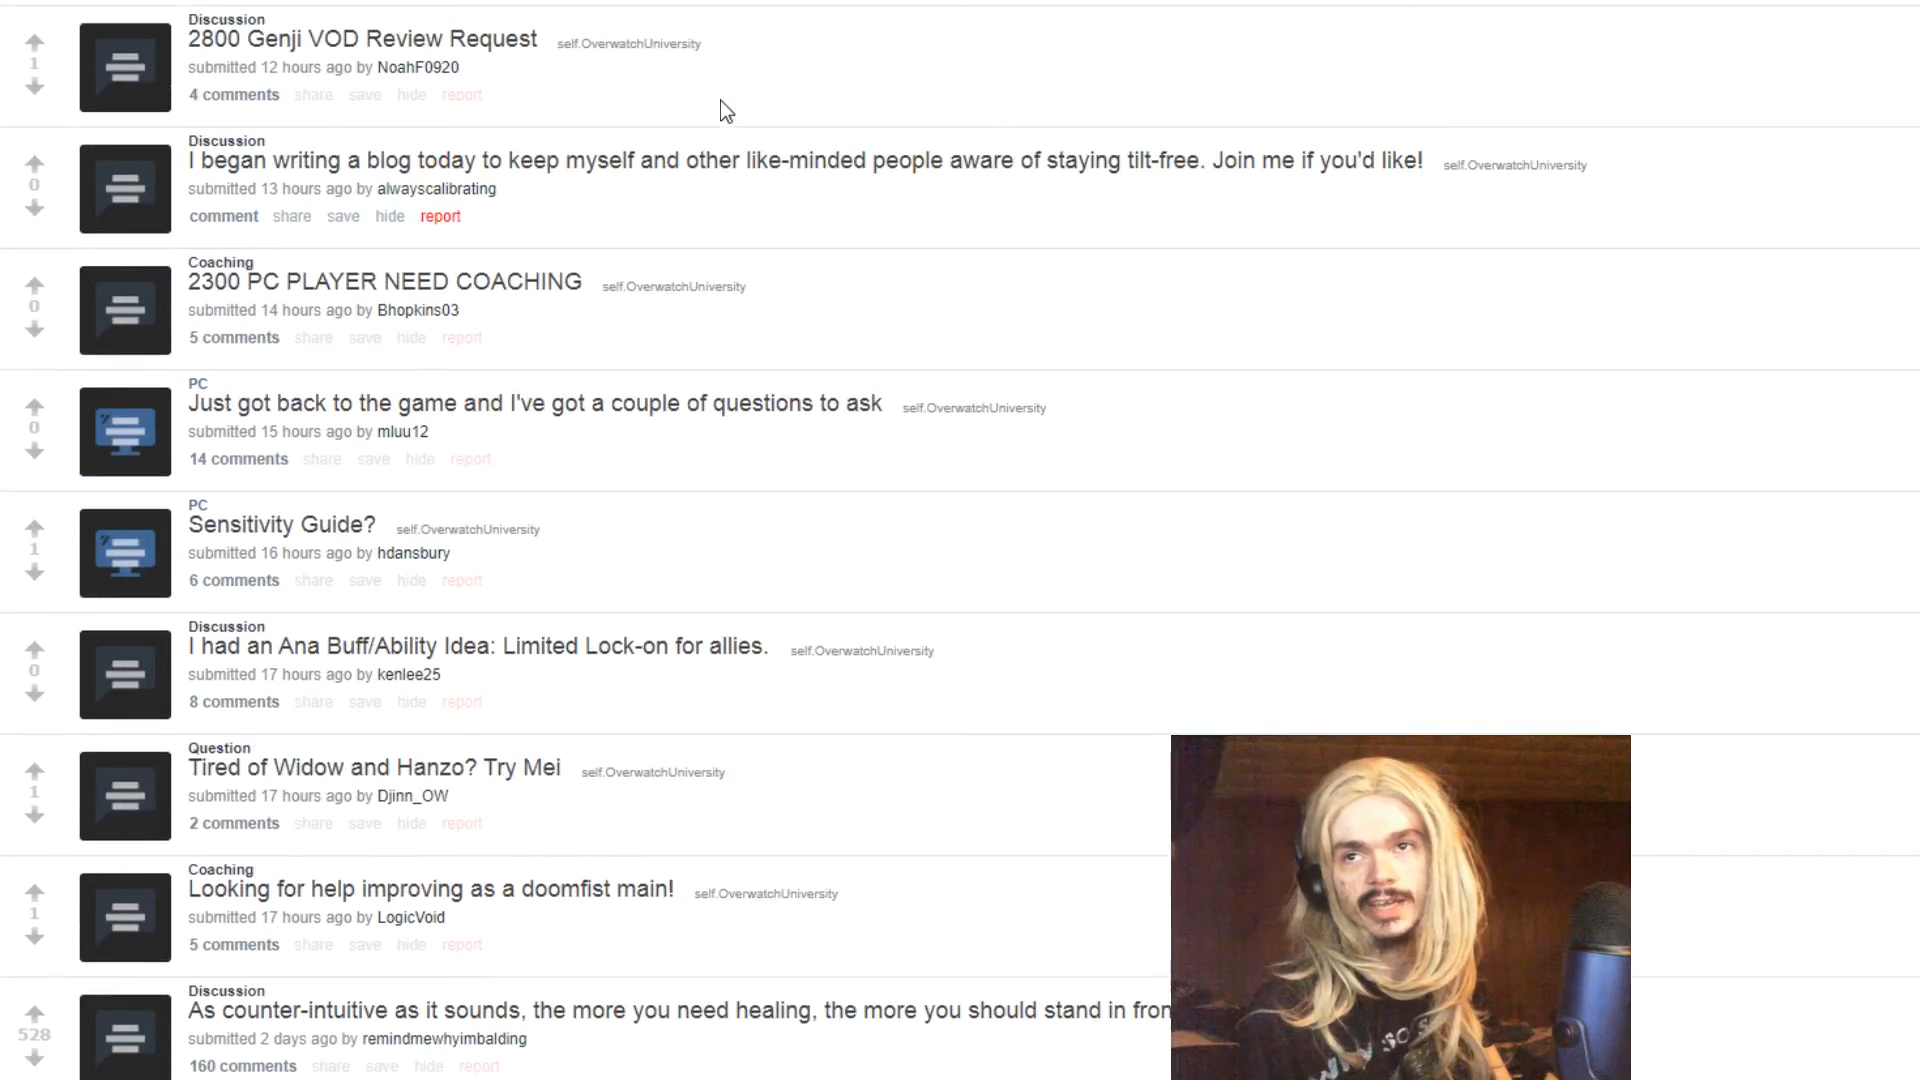 Discussion
2800 Genji VOD Review Request self.OverwatchUniversity
1
submitted 12 hours ago by NoahF0920
4 comments share save hide report
Discussion
I began writing a blog today to keep myself and other like-minded people aware of staying tilt-free. Join me if you'd like! self.OverwatchUniversity
0
submitted 13 hours ago by alwayscalibrating
comment share save hide report
Coaching
2300 PC PLAYER NEED COACHING self.OverwatchUniversity
0
submitted 14 hours ago by Bhopkins03
5 comments share save hide report
PC
Just got back to the game and I've got a couple of questions to ask self.OverwatchUniversity
0
submitted 15 hours ago by mluu12
14 comments share save hide report
PC
Sensitivity Guide? self.OverwatchUniversity
1
submitted 16 hours ago by hdansbury
6 comments share save hide report
Discussion
I had an Ana Buff/Ability Idea: Limited Lock-on for allies. self.OverwatchUniversity
0
submitted 17 hours ago by kenlee25
8 comments share save hide report
Question
Tired of Widow and Hanzo? Try Mei self.OverwatchUniversity
1
submitted 17 hours ago by Djinn_OW
2 comments share save hide report
Coaching
Looking for help improving as a doomfist main! self.OverwatchUniversity
1
submitted 17 hours ago by LogicVoid
5 comments share save hide report
Discussion
As counter-intuitive as it sounds, the more you need healing, the more you should stand in fron
528
submitted 2 days ago by remindmewhyimbalding
160 comments share save hide report